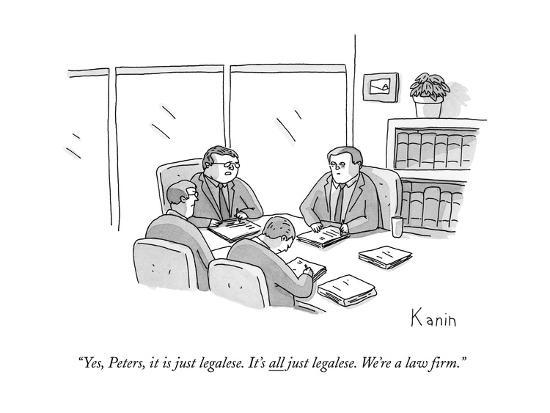 Kanin
“Yes, Peters, it is just legalese. It's all just legalese. We're a law firm.”